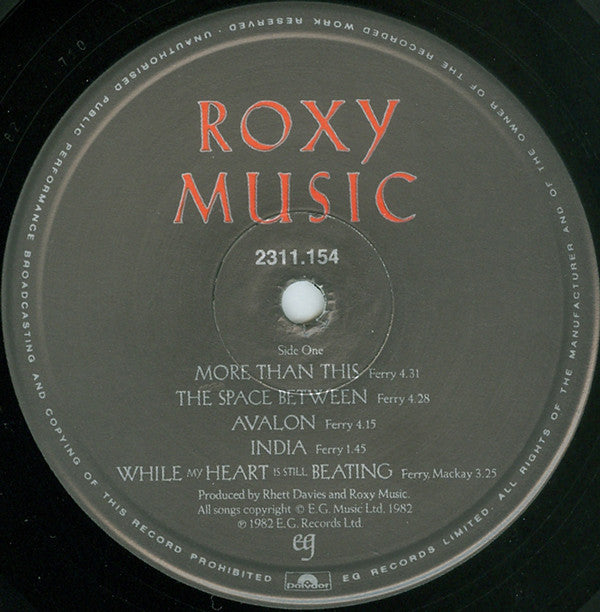 ROXY
MUSIC
2311.154
Side One
MORE THAN THIS Ferry 4.31
THE SPACE BETWEEN Ferry 4.28
AVALON Ferry 4.15
INDIA Ferry 1.45
WHILE MY HEART IS STILL BEATING Ferry, Mackay 3.25
Produced by Rhett Davies and Roxy Music.
All songs copyright © E.G. Music Ltd. 1982
℗ 1982 E.G. Records Ltd.
eg
polydor
EG RECORDS LIMITED. ALL RIGHTS OF THE MANUFACTURER AND OF THE OWNER OF THE RECORDED WORK RESERVED · UNAUTHORISED PUBLIC PERFORMANCE BROADCASTING AND COPYING OF THIS RECORD PROHIBITED